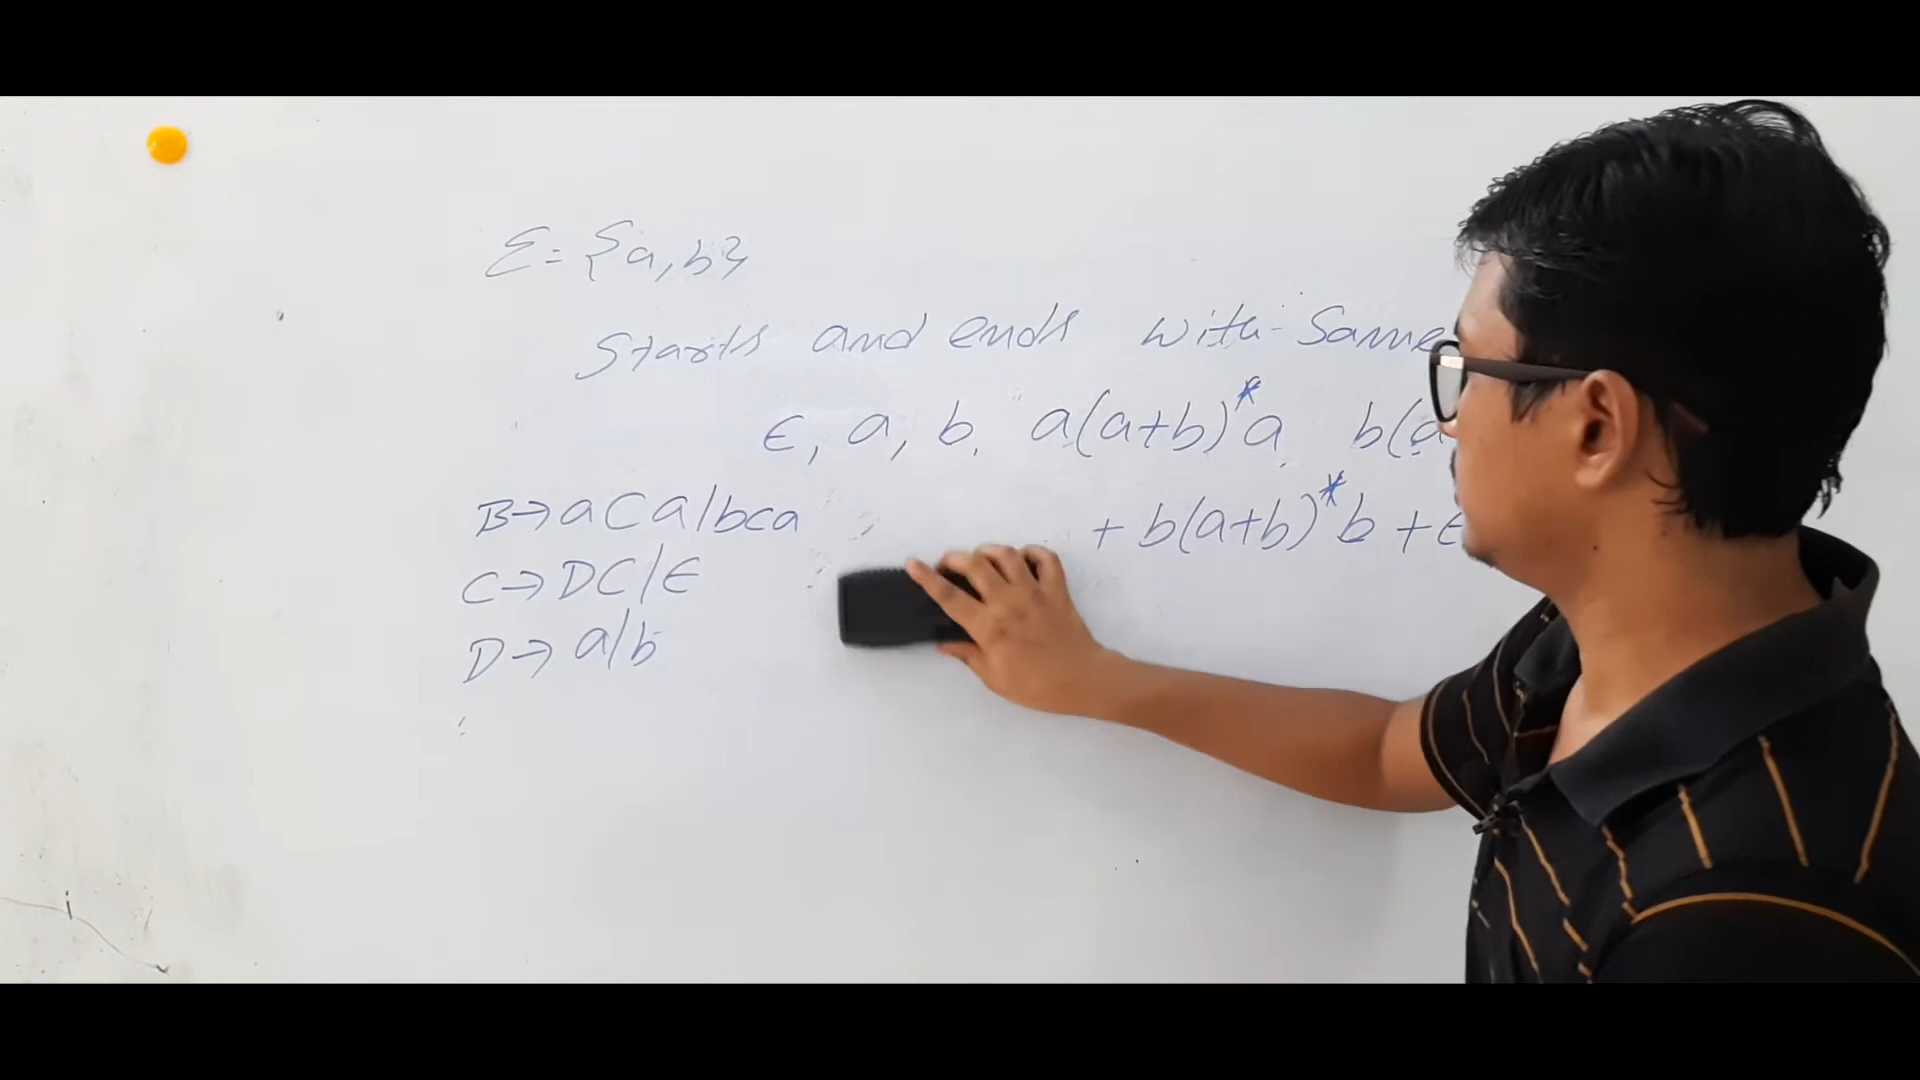 Σ = {a, b}
Starts and ends with Same
ϵ, a, b, a(a+b)*a, b(a
B→aCa/bCa + b(a+b)*b + ϵ
C→DC/ϵ
D→a/b